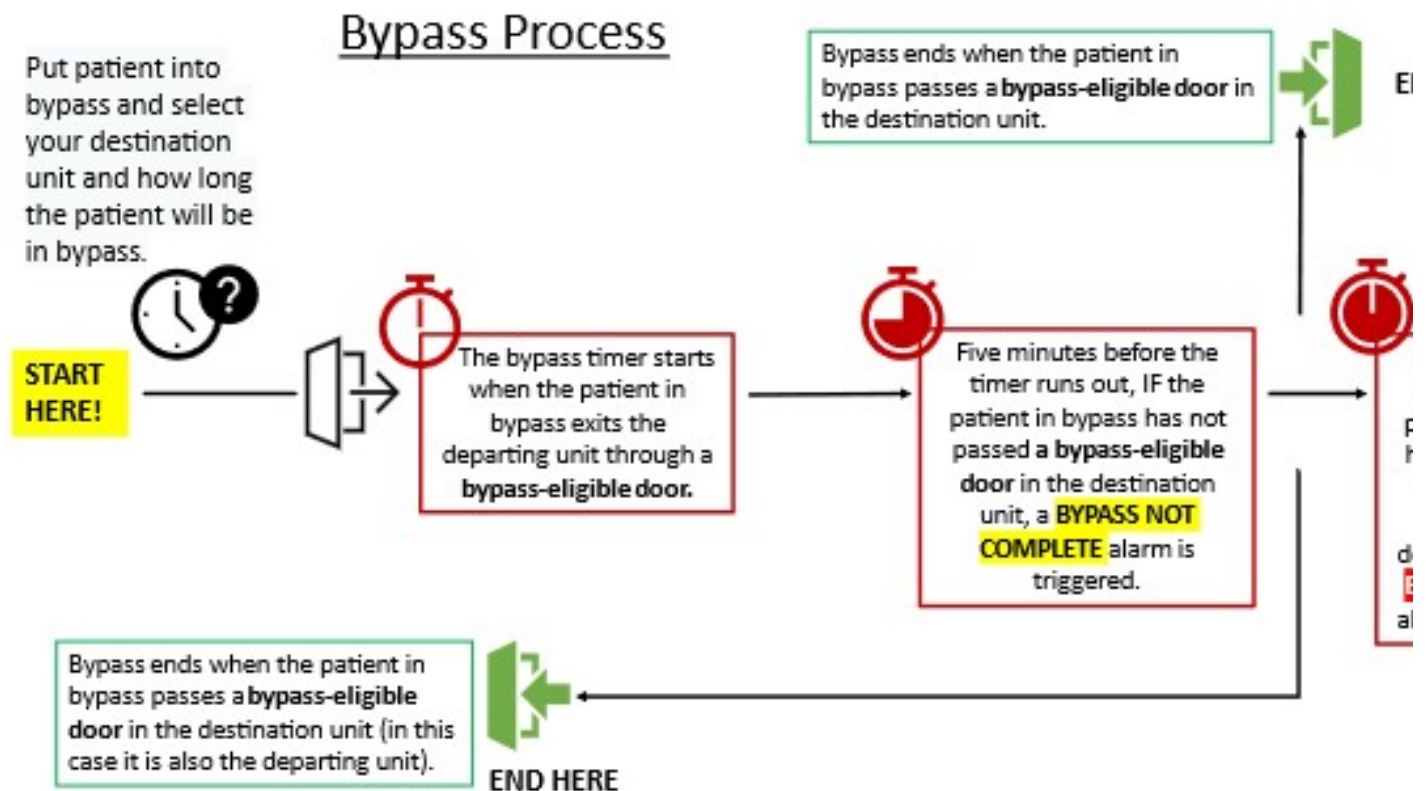 Bypass Process
Put patient into
bypass and select
your destination
unit and how long
the patient will be
in bypass.
?
START
HERE!
The bypass timer starts
when the patient in
bypass exits the
departing unit through a
bypass-eligible door.
Five minutes before the
timer runs out, IF the
patient in bypass has not
passed a bypass-eligible
door in the destination
unit, a BYPASS NOT
COMPLETE alarm is
triggered.
Bypass ends when the patient in
bypass passes a bypass-eligible door in
the destination unit.
Bypass ends when the patient in
bypass passes a bypass-eligible
door in the destination unit (in this
case it is also the departing unit).
END HERE